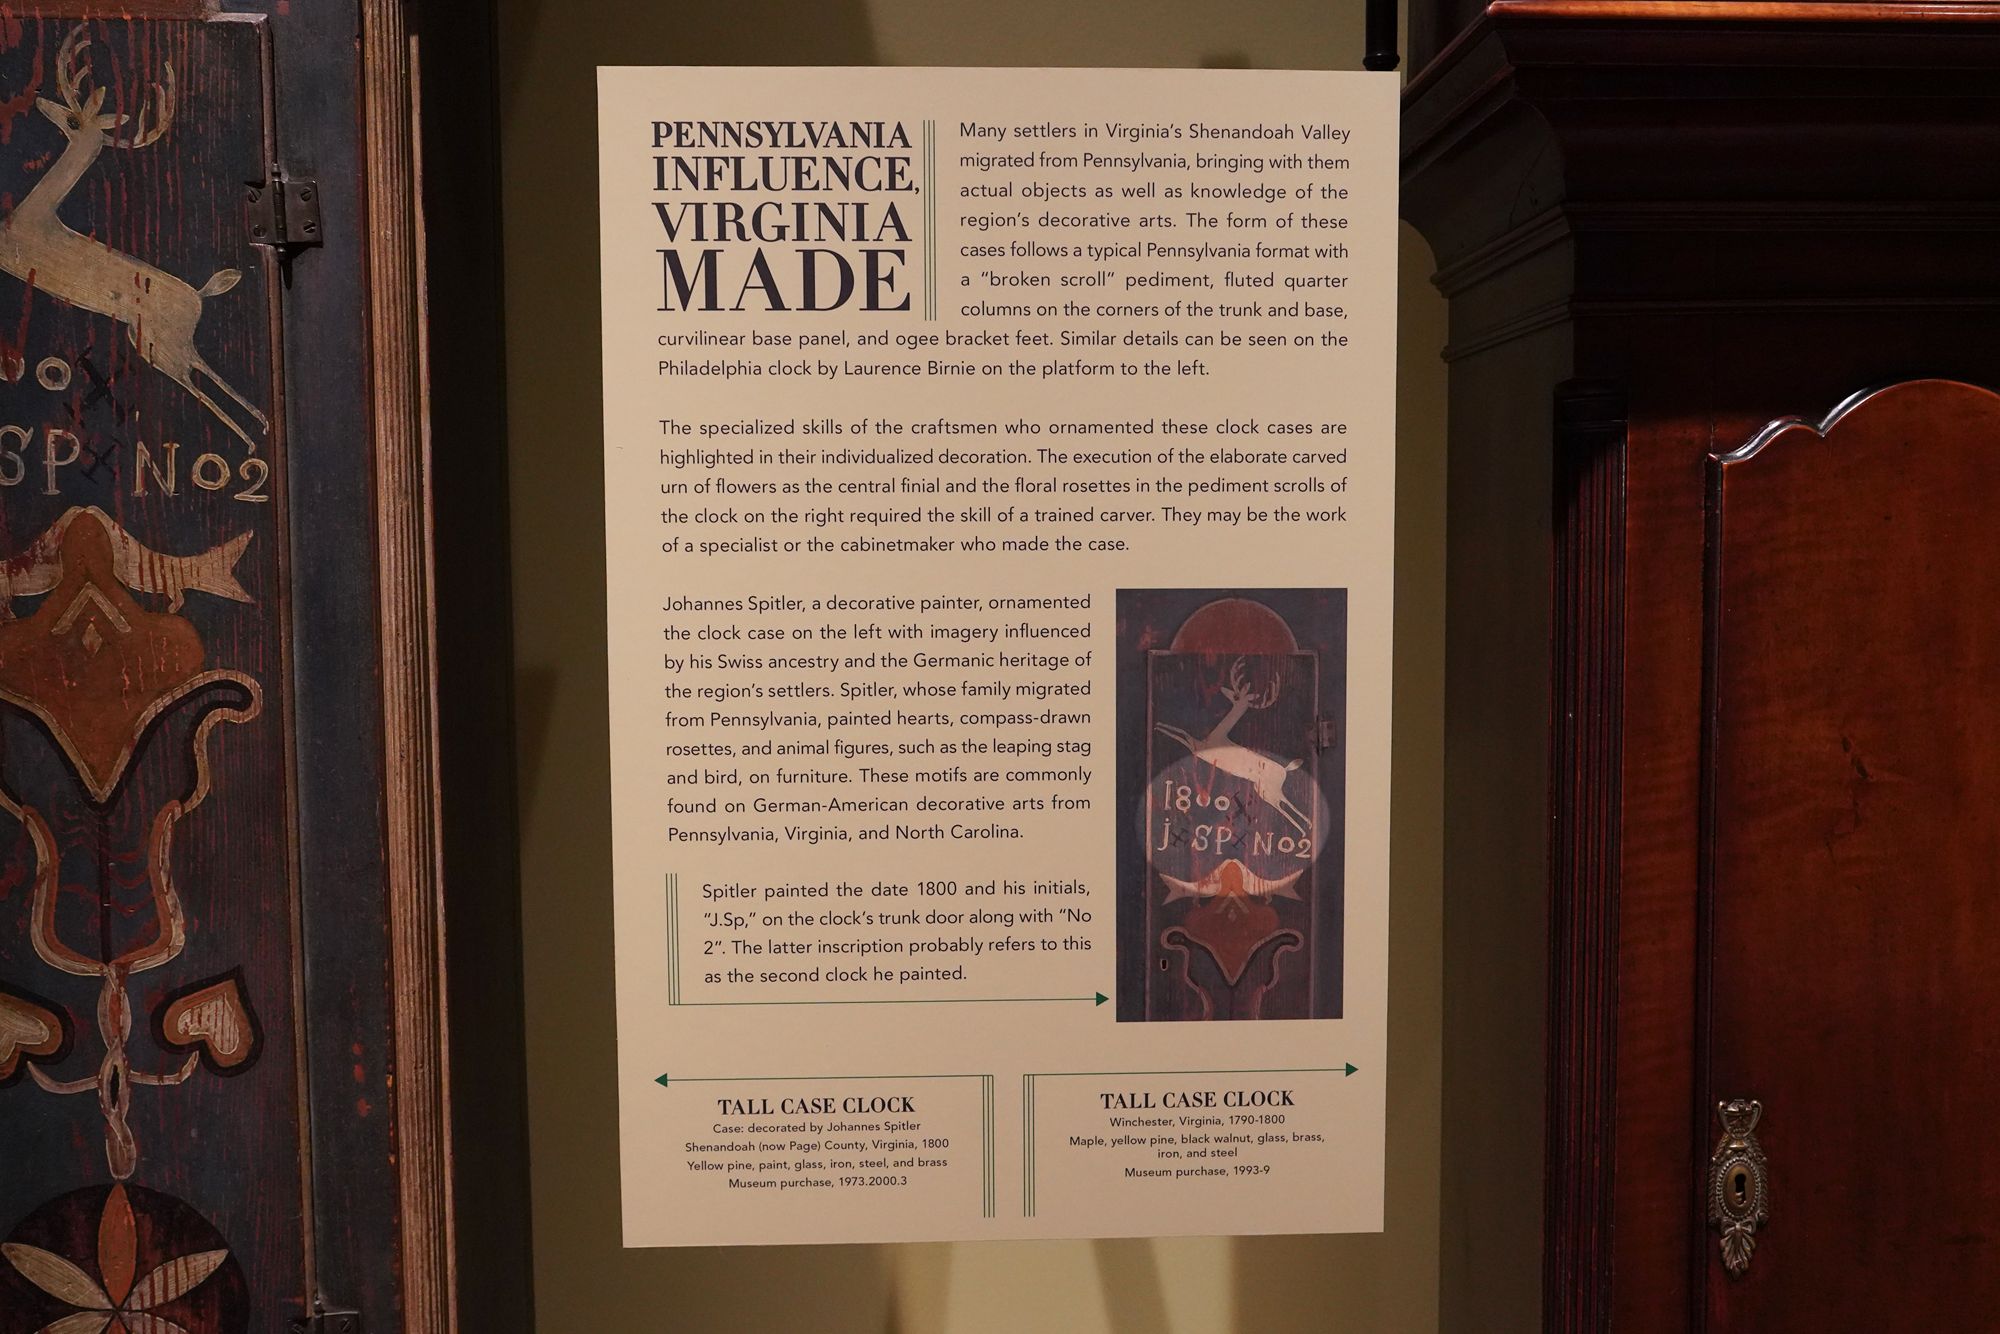 PENNSYLVANIA
INFLUENCE,
VIRGINIA
MADE
Many settlers in Virginia's Shenandoah Valley
migrated from Pennsylvania, bringing with them
actual objects as well as knowledge of the
region's decorative arts. The form of these
cases follows a typical Pennsylvania format with
a "broken scroll" pediment, fluted quarter
columns on the corners of the trunk and base,
curvilinear base panel, and ogee bracket feet. Similar details can be seen on the
Philadelphia clock by Laurence Birnie on the platform to the left.
The specialized skills of the craftsmen who ornamented these clock cases are
highlighted in their individualized decoration. The execution of the elaborate carved
urn of flowers as the central finial and the floral rosettes in the pediment scrolls of
the clock on the right required the skill of a trained carver. They may be the work
of a specialist or the cabinetmaker who made the case.
Johannes Spitler, a decorative painter, ornamented
the clock case on the left with imagery influenced
by his Swiss ancestry and the Germanic heritage of
the region's settlers. Spitler, whose family migrated
from Pennsylvania, painted hearts, compass-drawn
rosettes, and animal figures, such as the leaping stag
and bird, on furniture. These motifs are commonly
found on German-American decorative arts from
Pennsylvania, Virginia, and North Carolina.
Spitler painted the date 1800 and his initials,
"J.Sp," on the clock's trunk door along with "No
2". The latter inscription probably refers to this
as the second clock he painted.
1800
j SP No2
TALL CASE CLOCK
Case: decorated by Johannes Spitler
Shenandoah (now Page) County, Virginia, 1800
Yellow pine, paint, glass, iron, steel, and brass
Museum purchase, 1973.2000.3
TALL CASE CLOCK
Winchester, Virginia, 1790-1800
Maple, yellow pine, black walnut, glass, brass,
iron, and steel
Museum purchase, 1993-9
SP No2